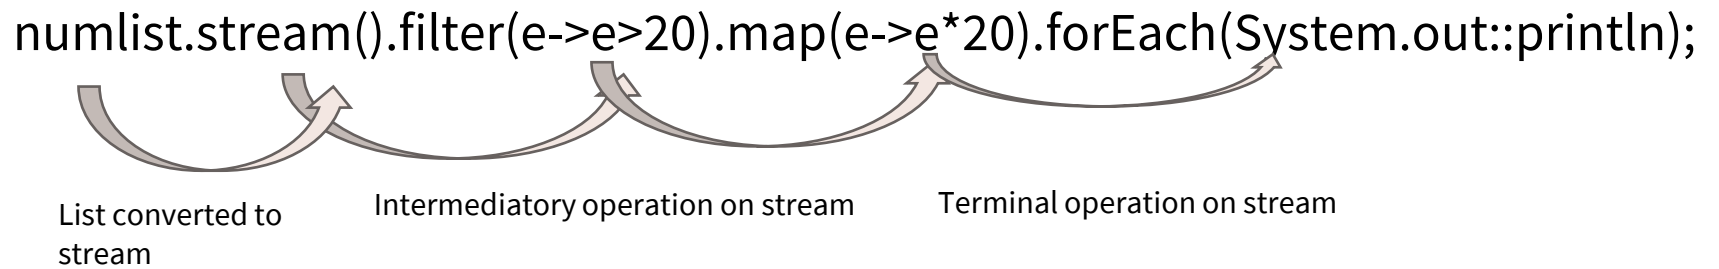 numlist.stream().filter(e->e>20).map(e->e*20).forEach(System.out::println);
List converted to
stream
Intermediatory operation on stream
Terminal operation on stream